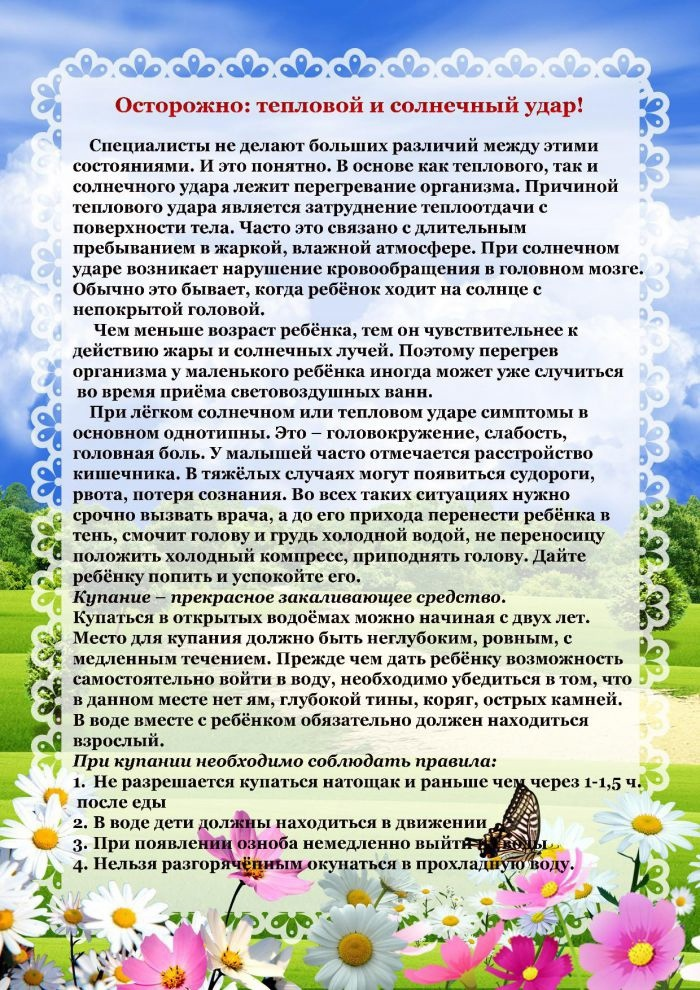 Осторожно: тепловой и солнечный удар!
Специалисты не делают больших различий между этими
состояниями. И это понятно. В основе как теплового, так и
солнечного удара лежит перегревание организма. Причиной
теплового удара является затруднение теплоотдачи с
поверхности тела. Часто это связано с длительным
пребыванием в жаркой, влажной атмосфере. При солнечном
ударе возникает нарушение кровообращения в головном мозге.
Обычно это бывает, когда ребёнок ходит на солнце с
непокрытой головой.
Чем меньше возраст ребёнка, тем он чувствительнее к
действию жары и солнечных лучей. Поэтому перегрев
организма у маленького ребёнка иногда может уже случиться
во время приёма световоздушных ванн.
При лёгком солнечном или тепловом ударе симптомы в
основном однотипны. Это – головокружение, слабость,
головная боль. У малышей часто отмечается расстройство
кишечника. В тяжёлых случаях могут появиться судороги,
рвота, потеря сознания. Во всех таких ситуациях нужно
срочно вызвать врача, а до его прихода перенести ребёнка в
тень, смочит голову и грудь холодной водой, не переносицу
положить холодный компресс, приподнять голову. Дайте
ребёнку попить и успокойте его.
Купание – прекрасное закаливающее средство.
Купаться в открытых водоёмах можно начиная с двух лет.
Место для купания должно быть неглубоким, ровным, с
медленным течением. Прежде чем дать ребёнку возможность
самостоятельно войти в воду, необходимо убедиться в том, что
в данном месте нет ям, глубокой тины, коряг, острых камней.
В воде вместе с ребёнком обязательно должен находиться
взрослый.
При купании необходимо соблюдать правила:
1. Не разрешается купаться натощак и раньше чем через 1-1,5 ч.
после еды
2. В воде дети должны находиться в движении
3. При появлении озноба немедленно выйти из воды
4. Нельзя разгорячённым окунаться в прохладную воду.